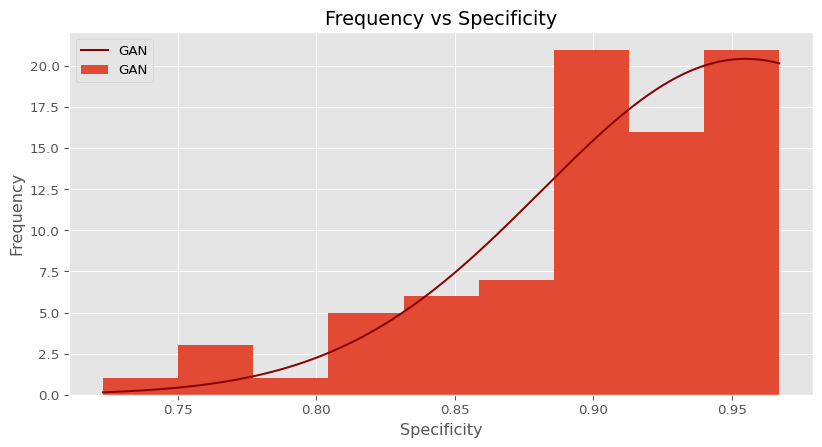 Frequency vs Specificity
GAN
GAN
20.0
17.5
15.0
12.5
10.0
7.5
5.0
2.5
0.0
Frequency
0.75
0.80
0.85
0.90
0.95
Specificity